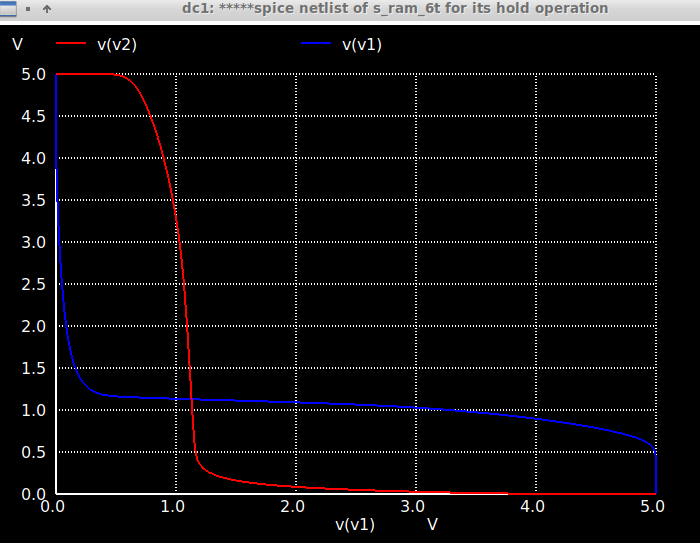 dc1: *****spice netlist of s_ram_6t for its hold operation
V v(v2) v(v1)
5.0
4.5
4.0
3.5
3.0
2.5
2.0
1.5
1.0
0.5
0.0
0.0 1.0 2.0 3.0 4.0 5.0
v(v1) V